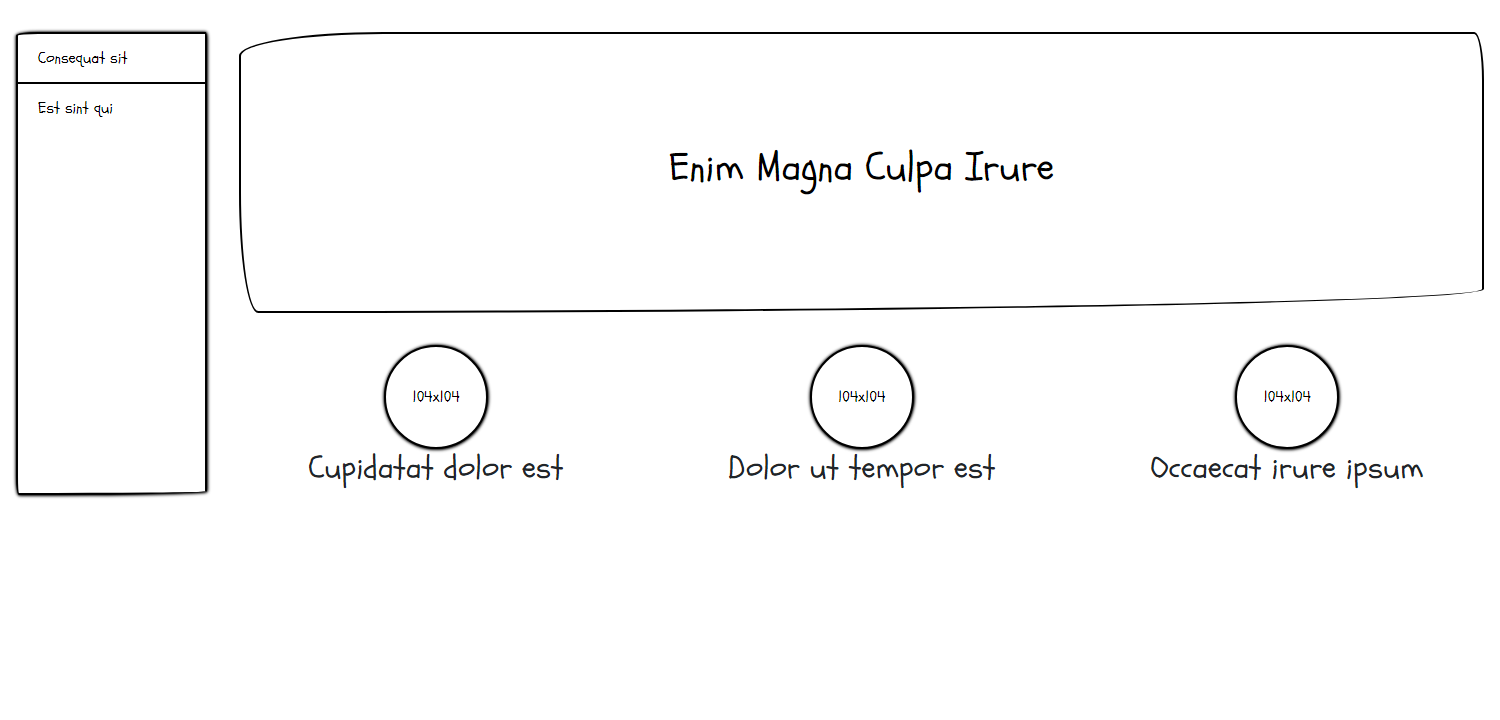 Consequat sit
Est sint qui
Enim Magna Culpa Irure
104x104
104x104
104x104
Cupidatat dolor est
Dolor ut tempor est
Occaecat irure ipsum